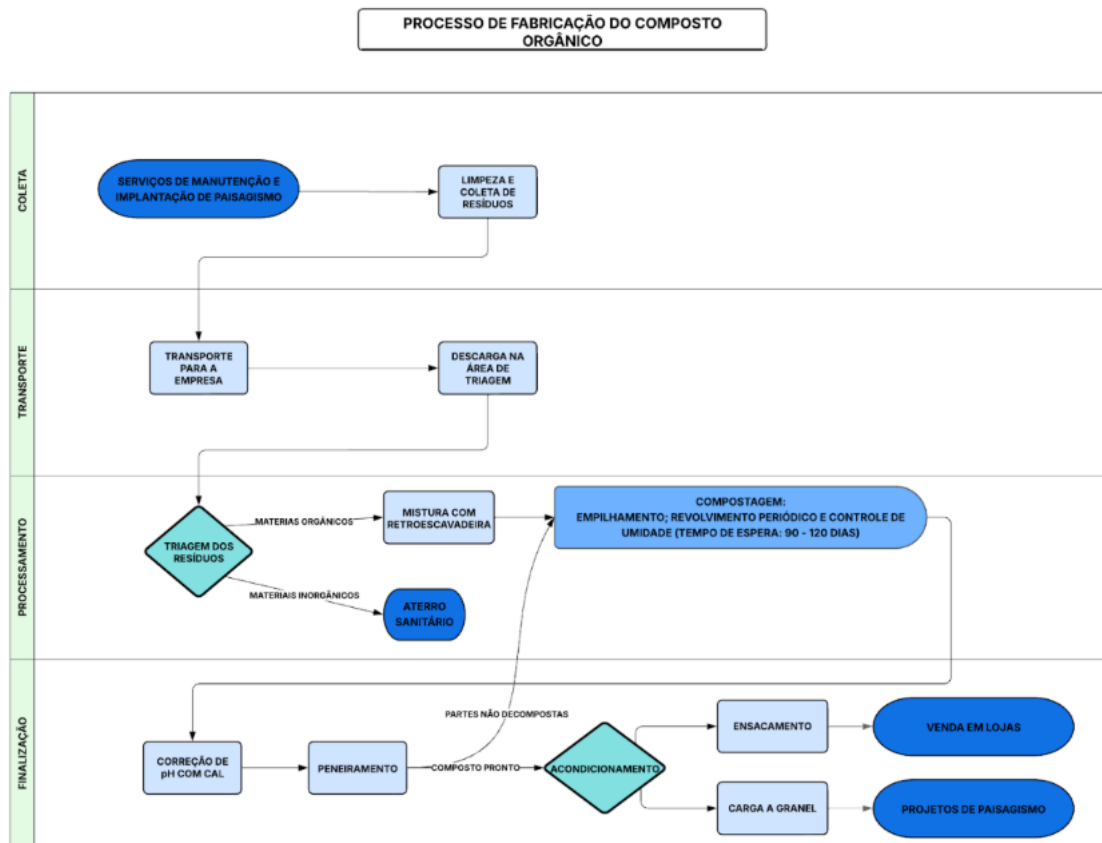 PROCESSO DE FABRICAÇÃO DO COMPOSTO
ORGÂNICO
COLETA
SERVIÇOS DE MANUTENÇÃO E
IMPLANTAÇÃO DE PAISAGISMO
LIMPEZA E
COLETA DE
RESÍDUOS
TRANSPORTE
TRANSPORTE
PARA A
EMPRESA
DESCARGA NA
ÁREA DE
TRIAGEM
PROCESSAMENTO
TRIAGEM DOS
RESÍDUOS
MATERIAS ORGÂNICOS
MISTURA COM
RETROESCAVADEIRA
COMPOSTAGEM:
EMPILHAMENTO; REVOLVIMENTO PERIÓDICO E CONTROLE DE
UMIDADE (TEMPO DE ESPERA: 90 - 120 DIAS)
MATERIAIS INORGÂNICOS
ATERRO
SANITÁRIO
FINALIZAÇÃO
CORREÇÃO DE
pH COM CAL
PENEIRAMENTO
PARTES NÃO DECOMPOSTAS
COMPOSTO PRONTO
ACONDICIONAMENTO
ENSACAMENTO
VENDA EM LOJAS
CARGA A GRANEL
PROJETOS DE PAISAGISMO